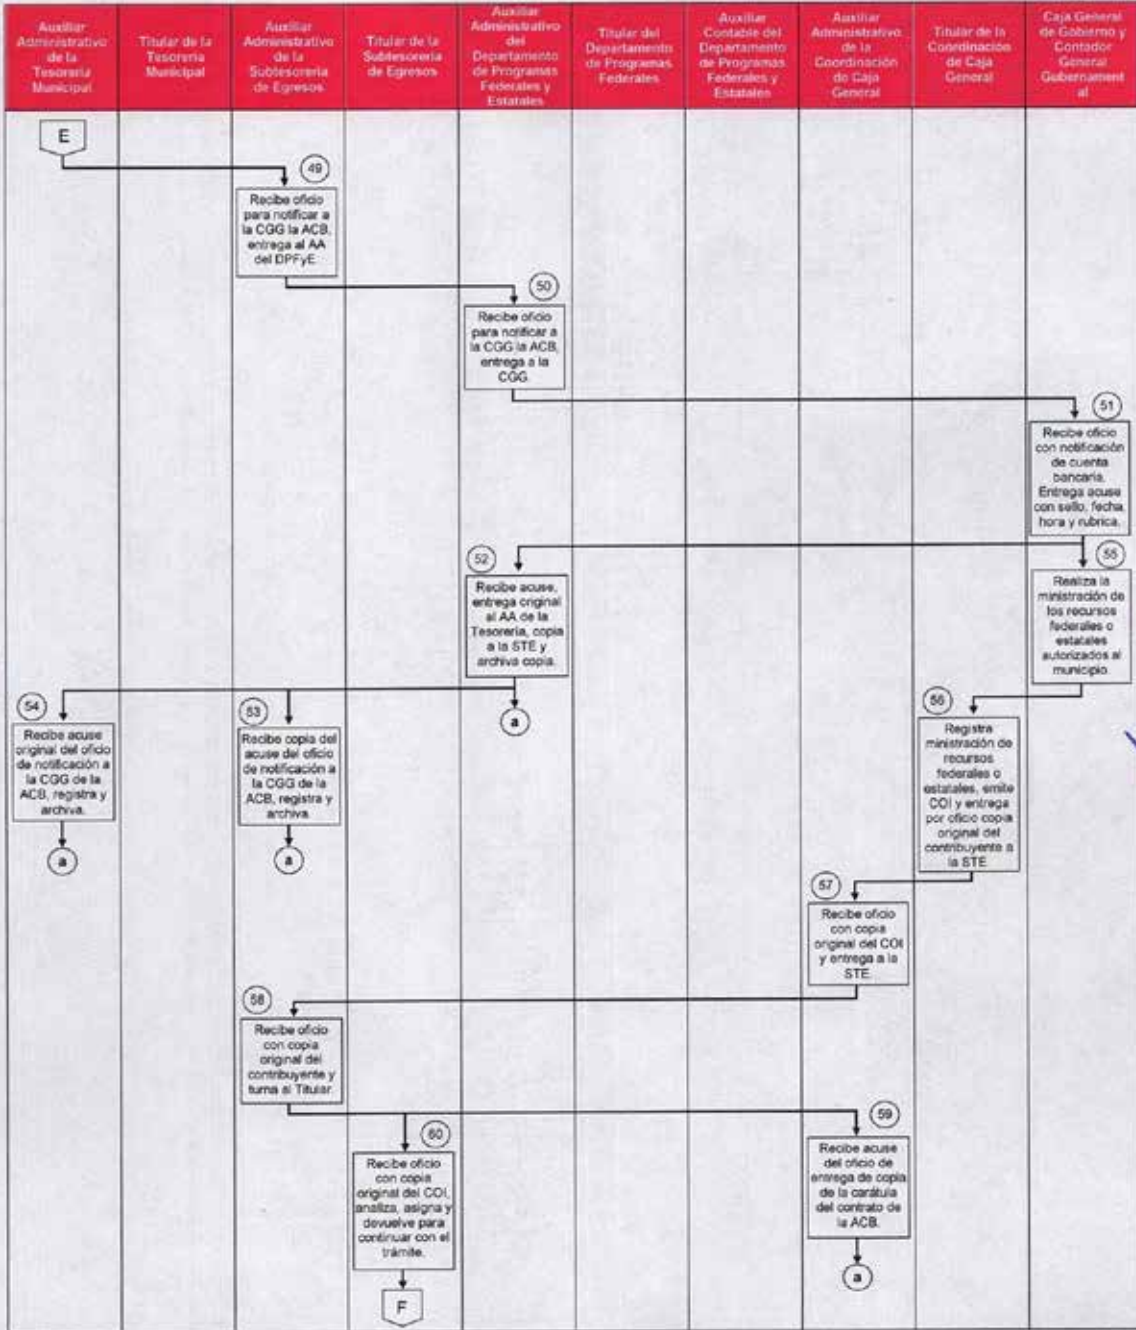 Auxiliar
Administrativo
de la
Tesorería
Municipal
Titular de la
Tesorería
Municipal
Auxiliar
Administrativo
de la
Subtesorería
de Egresos
Titular de la
Subtesorería
de Egresos
Auxiliar
Administrativo
del
Departamento
de Programas
Federales y
Estatales
Titular del
Departamento
de Programas
Federales
Auxiliar
Contable del
Departamento
de Programas
Federales y
Estatales
Auxiliar
Administrativo
de la
Coordinación
de Caja
General
Titular de la
Coordinación
de Caja
General
Caja General
de Gobierno y
Contador
General
Gubernament
al
E
49
Recibe oficio
para notificar a
la CGG la ACB,
entrega al AA
del DPFyE
50
Recibe oficio
para notificar a
la CGG la ACB,
entrega a la
CGG.
51
Recibe oficio
con notificación
de cuenta
bancaria.
Entrega acuse
con sello, fecha,
hora y rubrica.
52
Recibe acuse,
entrega original
al AA de la
Tesorería, copia
a la STE y
archiva copia.
a
55
Realiza la
ministración de
los recursos
federales o
estatales
autorizados al
municipio.
54
Recibe acuse
original del oficio
de notificación a
la CGG de la
ACB, registra y
archiva.
a
53
Recibe copia del
acuse del oficio
de notificación a
la CGG de la
ACB, registra y
archiva
a
56
Registra
ministración de
recursos
federales o
estatales, emite
COI y entrega
por oficio copia
original del
contribuyente a
la STE
57
Recibe oficio
con copia
original del COI
y entrega a la
STE.
58
Recibe oficio
con copia
original del
contribuyente y
turna al Titular.
60
Recibe oficio
con copia
original del COI,
analiza, asigna y
devuelve para
continuar con el
trámite.
F
59
Recibe acuse
del oficio de
entrega de copia
de la carátula
del contrato de
la ACB.
a